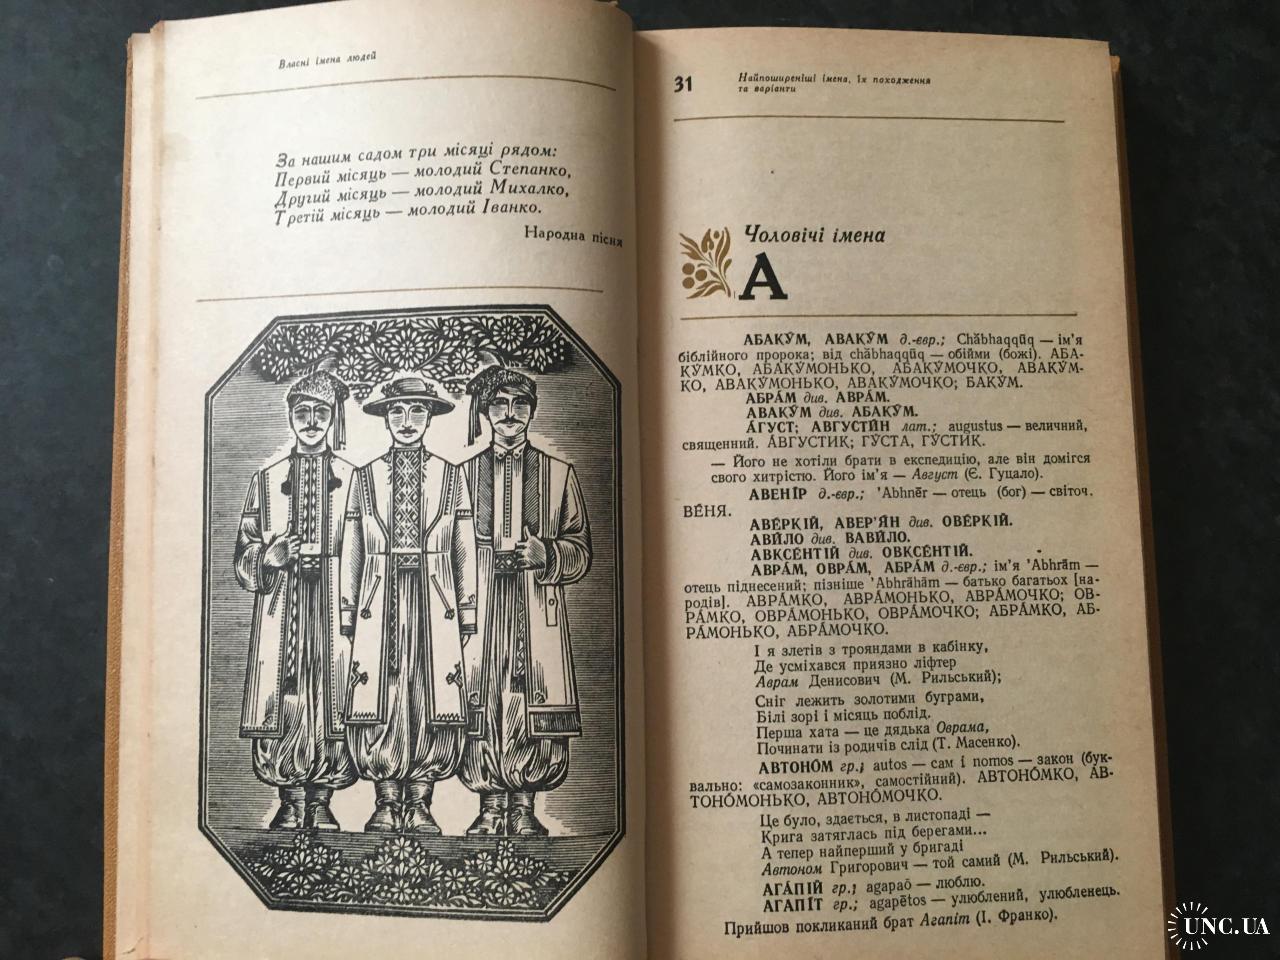 Власні імена людей
За нашим садом три місяці рядом:
Первий місяць — молодий Степанко,
Другий місяць — молодий Михалко,
Третій місяць — молодий Іванко.
Народна пісня
31
Найпоширеніші імена, їх походження
та варіанти
Чоловічі імена
А
АБАКУ́М, АВАКУ́М д.-євр.; Chăbhaqqūq — ім'я
біблійного пророка; від chăbhaqqūq — обійми (божі). АБА-
КУ́МКО, АБАКУ́МОНЬКО, АБАКУ́МОЧКО, АВАКУ́М-
КО, АВАКУ́МОНЬКО, АВАКУ́МОЧКО; БАКУ́М.
АБРА́М див. АВРА́М.
АВАКУ́М див. АБАКУ́М.
А́ГУСТ; АВГУСТИ́Н лат.; augustus — величний,
священний. А́ВГУСТИК; ГУ́СТА, ГУ́СТИК.
— Його не хотіли брати в експедицію, але він домігся
свого хитрістю. Його ім'я — Август (Є. Гуцало).
АВЕНІ́Р д.-євр.; 'Abhnēr — отець (бог) — світоч.
ВЕ́НЯ.
АВЕ́РКІЙ, АВЕР'Я́Н див. ОВЕ́РКІЙ.
АВИ́ЛО див. ВАВИ́ЛО.
АВКСЕ́НТІЙ див. ОВКСЕ́НТІЙ.
АВРА́М, ОВРА́М, АБРА́М д.-євр.; ім'я 'Abhrām —
отець піднесений; пізніше 'Abhrāhām — батько багатьох [на-
родів]. АВРА́МКО, АВРА́МОНЬКО, АВРА́МОЧКО; ОВ-
РА́МКО, ОВРА́МОНЬКО, ОВРА́МОЧКО; АБРА́МКО, АБ-
РА́МОНЬКО, АБРА́МОЧКО.
І я злетів з трояндами в кабінку,
Де усміхався приязно ліфтер
Аврам Денисович (М. Рильський);
Сніг лежить золотими буграми,
Білі зорі і місяць поблід.
Перша хата — це дядька Оврама,
Починати із родичів слід (Т. Масенко).
АВТОНО́М гр.; autos — сам і nomos — закон (бук-
вально: «самозаконник», самостійний). АВТОНО́МКО, АВ-
ТОНО́МОНЬКО, АВТОНО́МОЧКО.
Це було, здається, в листопаді —
Крига затяглась під берегами...
А тепер найперший у бригаді
Автоном Григорович — той самий (М. Рильський).
АГА́ПІЙ гр.; agapaō — люблю.
АГАПІ́Т гр.; agapētos — улюблений, улюбленець.
Прийшов покликаний брат Агапіт (І. Франко).
UNC.UA